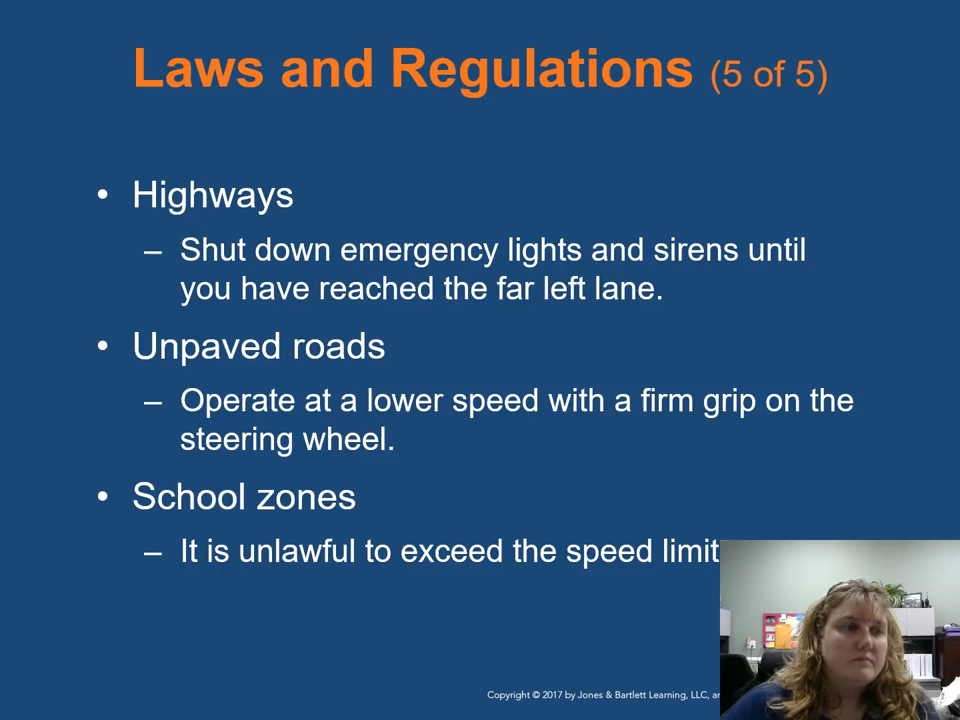 Laws and Regulations (5 of 5)
• Highways
– Shut down emergency lights and sirens until
you have reached the far left lane.
• Unpaved roads
– Operate at a lower speed with a firm grip on the
steering wheel.
• School zones
– It is unlawful to exceed the speed limit
Copyright © 2017 by Jones & Bartlett Learning, LLC, an